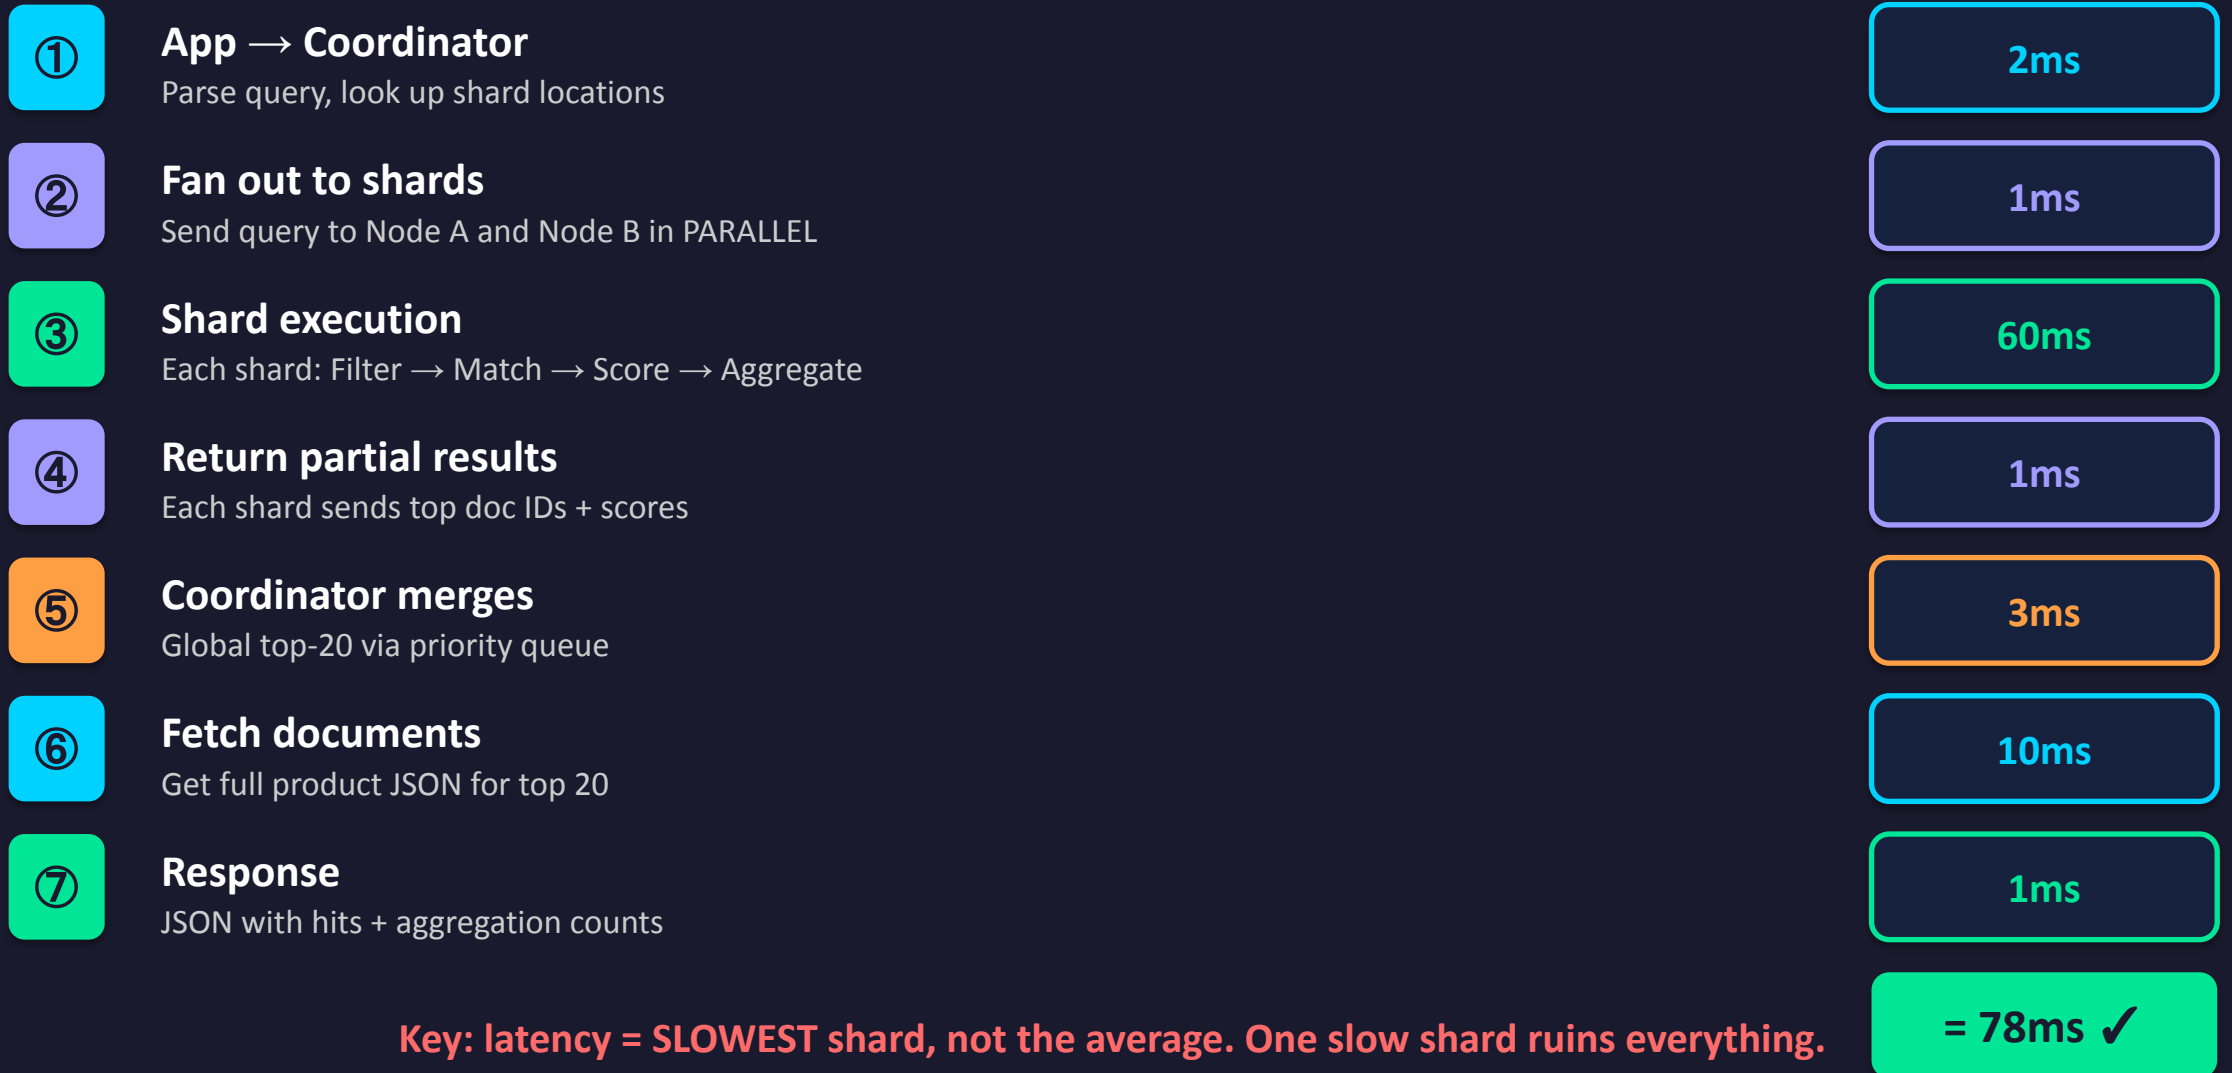 ① App → Coordinator 2ms
Parse query, look up shard locations
② Fan out to shards 1ms
Send query to Node A and Node B in PARALLEL
③ Shard execution 60ms
Each shard: Filter → Match → Score → Aggregate
④ Return partial results 1ms
Each shard sends top doc IDs + scores
⑤ Coordinator merges 3ms
Global top-20 via priority queue
⑥ Fetch documents 10ms
Get full product JSON for top 20
⑦ Response 1ms
JSON with hits + aggregation counts
Key: latency = SLOWEST shard, not the average. One slow shard ruins everything. = 78ms ✓